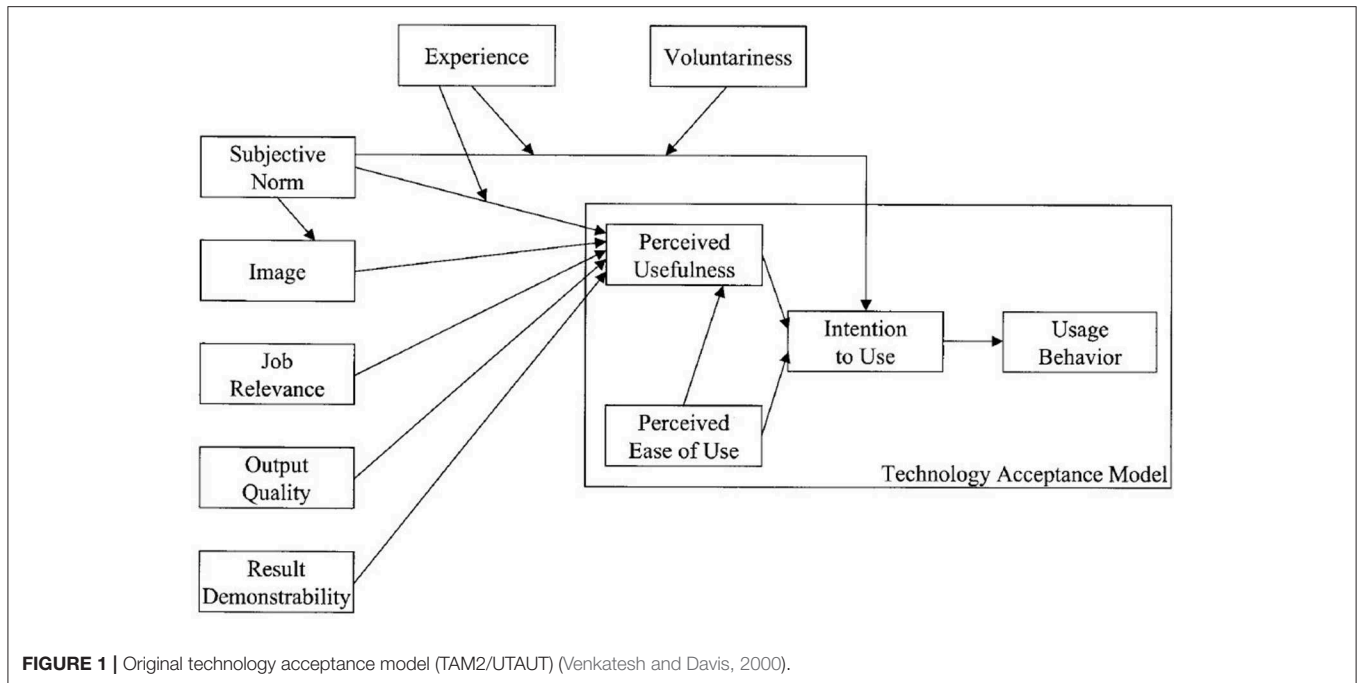 Experience
Voluntariness
Subjective
Norm
Image
Job
Relevance
Output
Quality
Result
Demonstrability
Perceived
Usefulness
Perceived
Ease of Use
Intention
to Use
Usage
Behavior
Technology Acceptance Model
FIGURE 1 | Original technology acceptance model (TAM2/UTAUT) (Venkatesh and Davis, 2000).